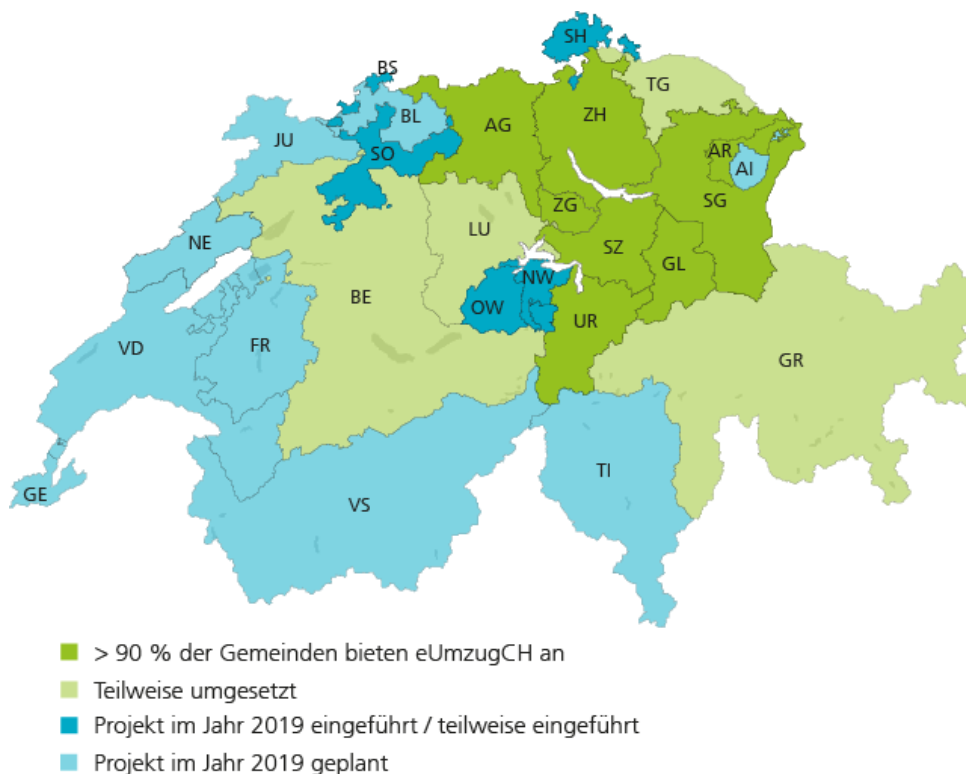 SH
BS
TG
BL
AG
ZH
JU
SO
AR
AI
ZG
SG
NE
LU
SZ
GL
NW
BE
OW
UR
VD
FR
GR
TI
GE
VS
> 90 % der Gemeinden bieten eUmzugCH an
Teilweise umgesetzt
Projekt im Jahr 2019 eingeführt / teilweise eingeführt
Projekt im Jahr 2019 geplant